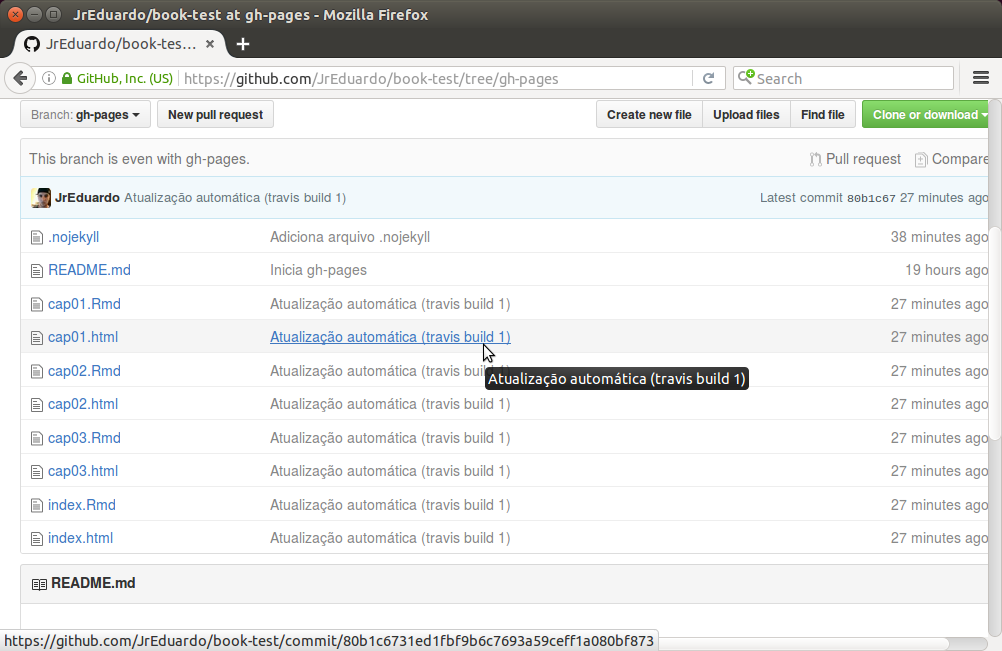 JrEduardo/book-test at gh-pages - Mozilla Firefox
JrEduardo/book-tes... × +
GitHub, Inc. (US) https://github.com/JrEduardo/book-test/tree/gh-pages Search
Branch: gh-pages New pull request Create new file Upload files Find file Clone or download
This branch is even with gh-pages. Pull request Compare
JrEduardo Atualização automática (travis build 1) Latest commit 80b1c67 27 minutes ago
.nojekyll Adiciona arquivo .nojekyll 38 minutes ago
README.md Inicia gh-pages 19 hours ago
cap01.Rmd Atualização automática (travis build 1) 27 minutes ago
cap01.html Atualização automática (travis build 1) 27 minutes ago
cap02.Rmd Atualização automática (travis buil 27 minutes ago
Atualização automática (travis build 1)
cap02.html Atualização automática (travis build 1) 27 minutes ago
cap03.Rmd Atualização automática (travis build 1) 27 minutes ago
cap03.html Atualização automática (travis build 1) 27 minutes ago
index.Rmd Atualização automática (travis build 1) 27 minutes ago
index.html Atualização automática (travis build 1) 27 minutes ago
README.md
https://github.com/JrEduardo/book-test/commit/80b1c6731ed1fbf9b6c7693a59ceff1a080bf873